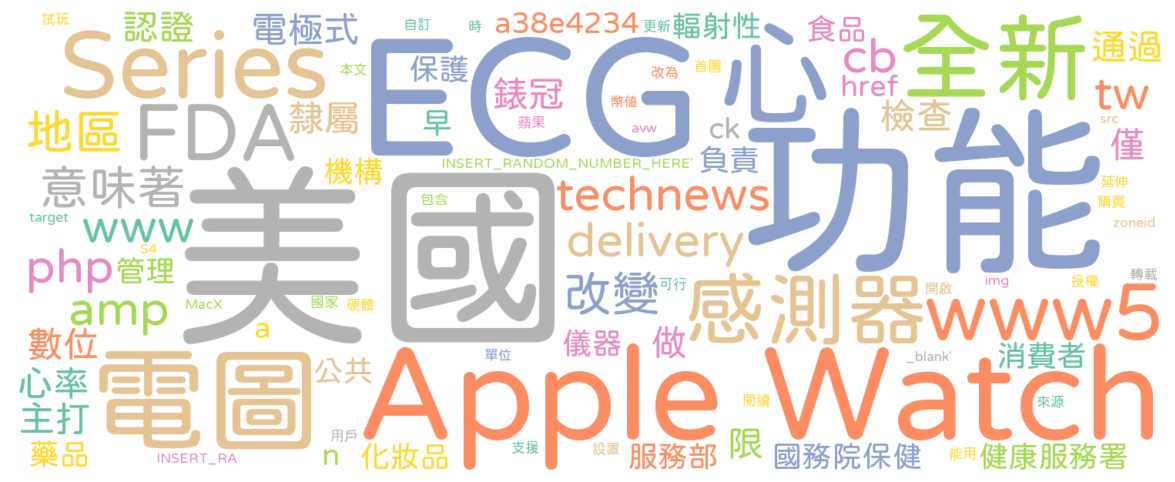 試玩
認證
電極式
自訂
時
a38e4234
更新
輻射性
食品
全新
通過
Series
本文
保護
ECG
改為
首圖
心
cb
href
tw
地區
FDA
隸屬
早
錶冠
蘋果
幣值
avw
ck
檢查
src
僅
意味著
機構
INSERT_RANDOM_NUMBER_HERE'
負責
功能
美國
包含
technews
延伸
購買
target
www
zoneid
S4
delivery
php
管理
改變
可行
感測器
開啟
img
授權
轉載
amp
MacX
國家
硬體
a
www5
數位
電圖
公共
單位
儀器
做
_blank'
消費者
心率
主打
Apple Watch
閱讀
來源
用戶
藥品
INSERT_RA
n
化妝品
支援
設置
服務部
限
國務院保健
能用
健康服務署